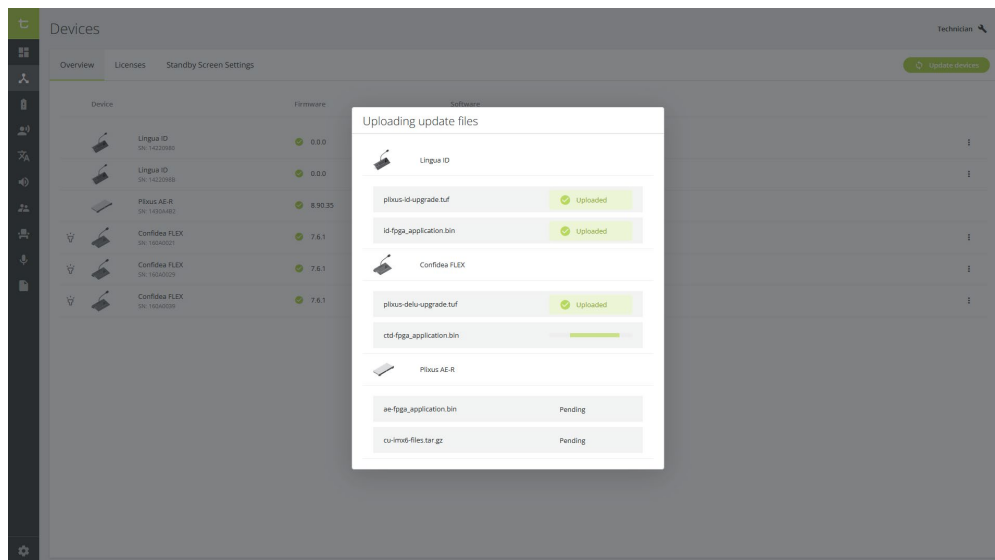 Devices
Technician
Overview Licenses Standby Screen Settings
Update devices
Device Firmware Software
Uploading update files
Lingua ID
Lingua ID 0.0.0
plixus-id-upgrade.tuf Uploaded
Lingua ID 0.0.0
Plixus AE-R 8.90.35
id-fpga_application.bin Uploaded
Confidea FLEX 7.6.1
SN: 160A0021
Confidea FLEX
Confidea FLEX 7.6.1
SN: 160A0029
Confidea FLEX 7.6.1
plixus-delu-upgrade.tuf Uploaded
ctd-fpga_application.bin
Plixus AE-R
ae-fpga_application.bin Pending
cu-imx6-files.tar.gz Pending